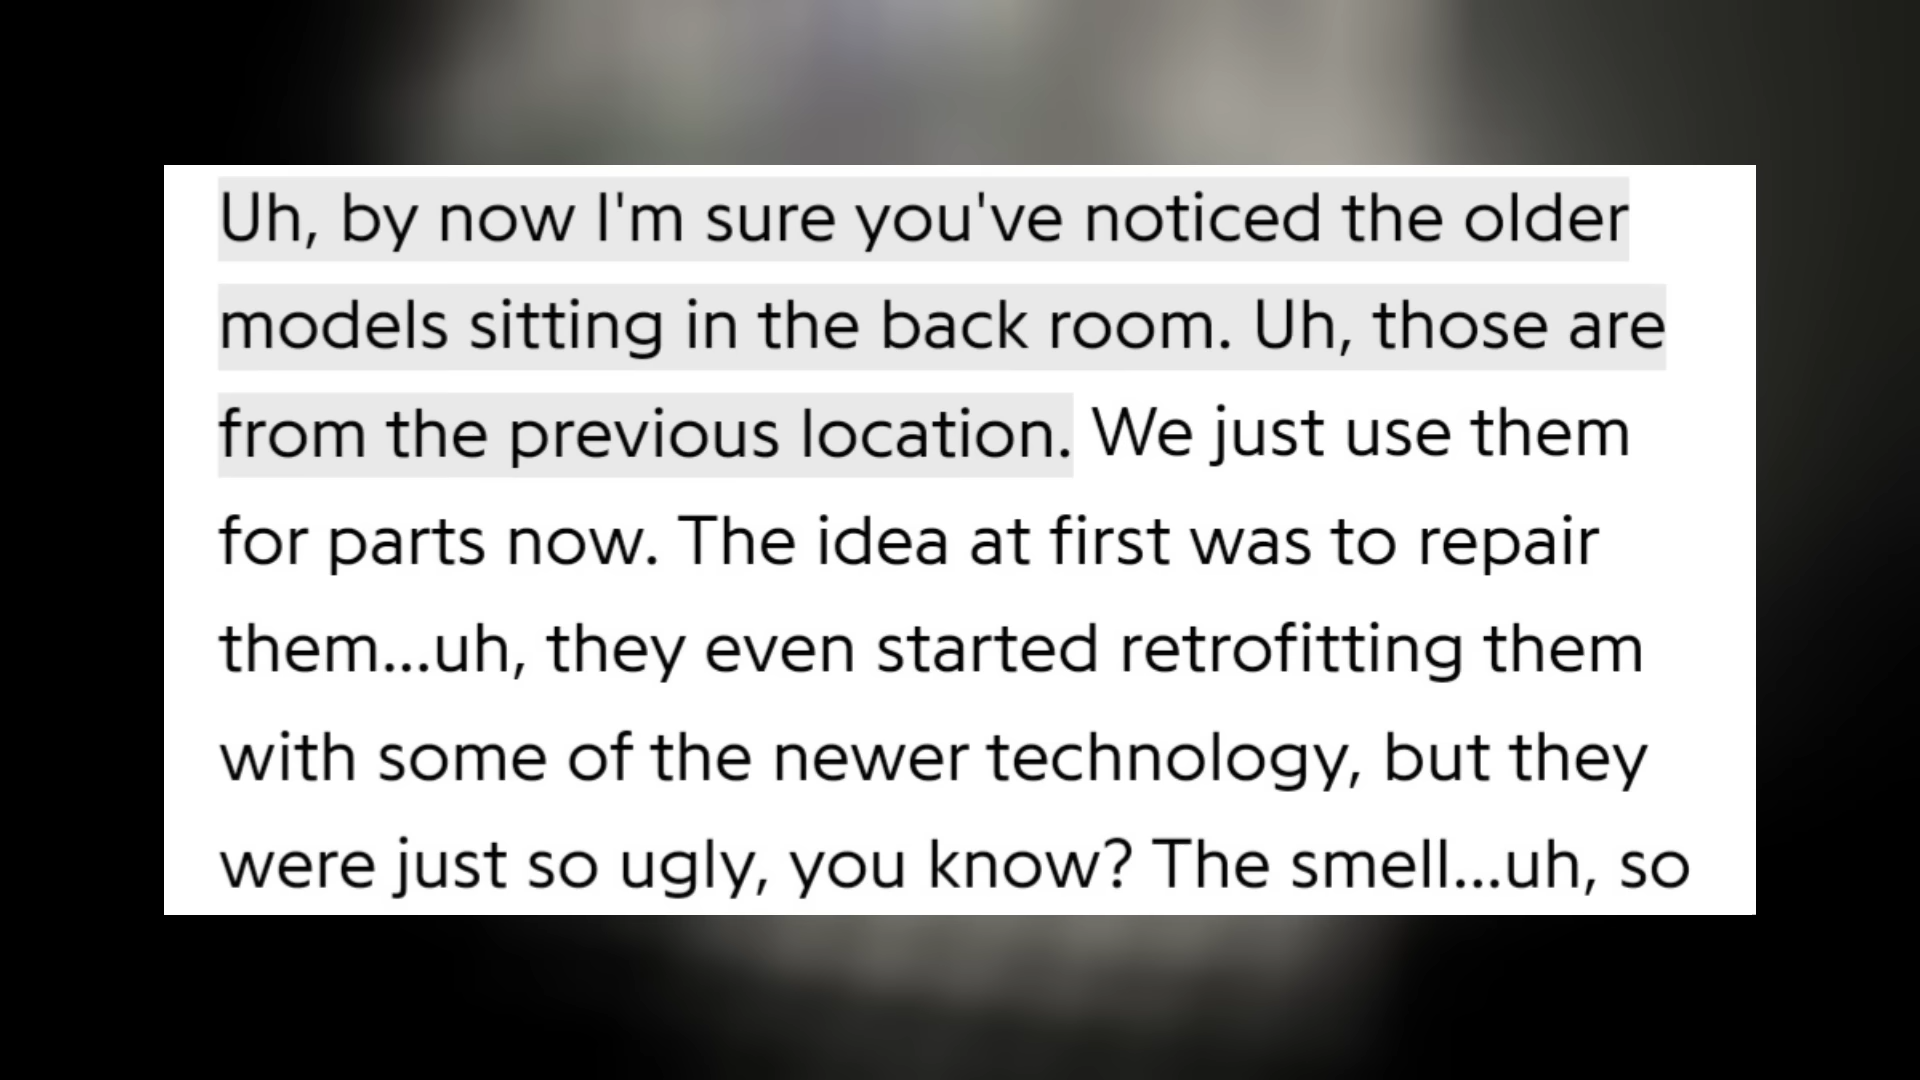 Uh, by now I'm sure you've noticed the older
models sitting in the back room. Uh, those are
from the previous location. We just use them
for parts now. The idea at first was to repair
them...uh, they even started retrofitting them
with some of the newer technology, but they
were just so ugly, you know? The smell...uh, so